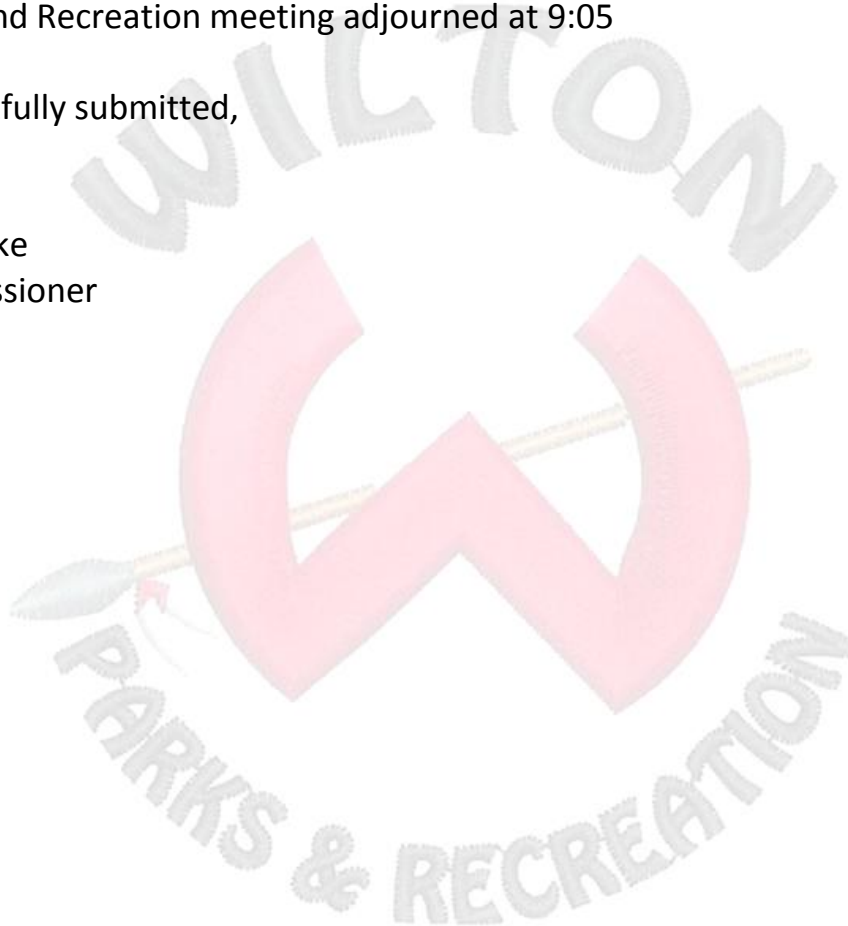 nd Recreation meeting adjourned at 9:05
fully submitted,
ke
ssioner
WILTON
PARKS & RECREATION